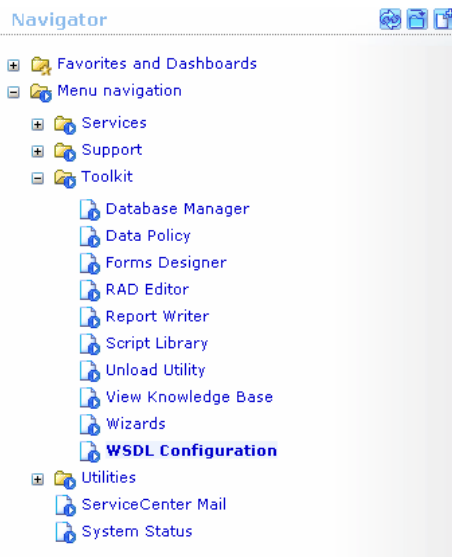 Navigator
Favorites and Dashboards
Menu navigation
Services
Support
Toolkit
Database Manager
Data Policy
Forms Designer
RAD Editor
Report Writer
Script Library
Unload Utility
View Knowledge Base
Wizards
WSDL Configuration
Utilities
ServiceCenter Mail
System Status